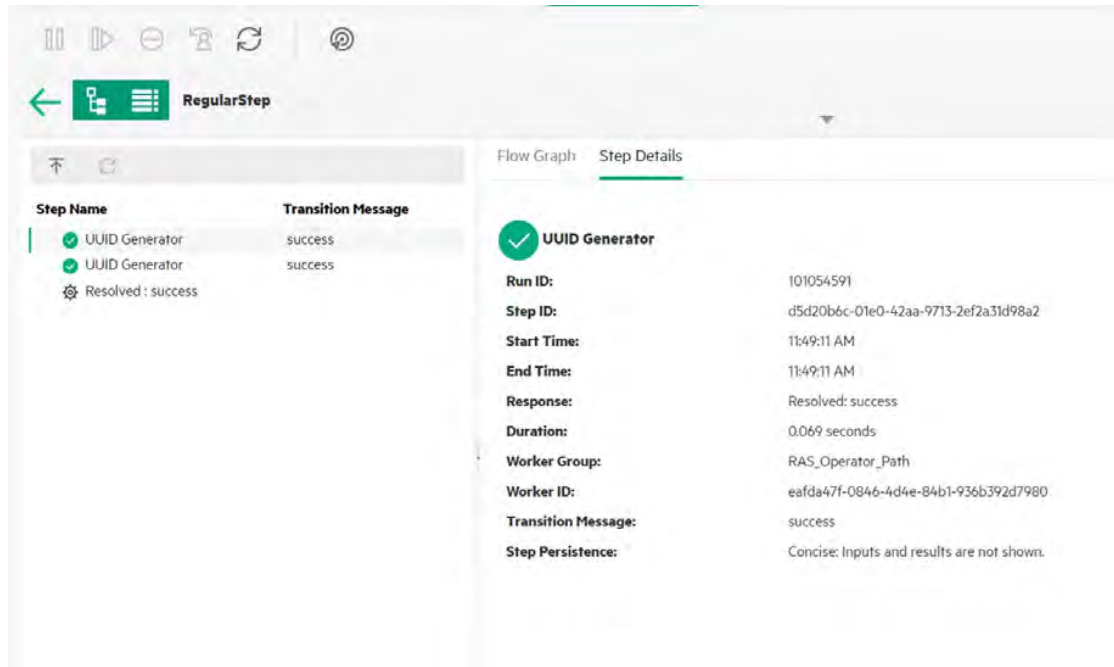 RegularStep
Flow Graph Step Details
Step Name Transition Message
UUID Generator success
UUID Generator success
Resolved : success
UUID Generator
Run ID: 101054591
Step ID: d5d20b6c-01e0-42aa-9713-2ef2a31d98a2
Start Time: 11:49:11 AM
End Time: 11:49:11 AM
Response: Resolved: success
Duration: 0.069 seconds
Worker Group: RAS_Operator_Path
Worker ID: eafda47f-0846-4d4e-84b1-936b392d7980
Transition Message: success
Step Persistence: Concise: Inputs and results are not shown.